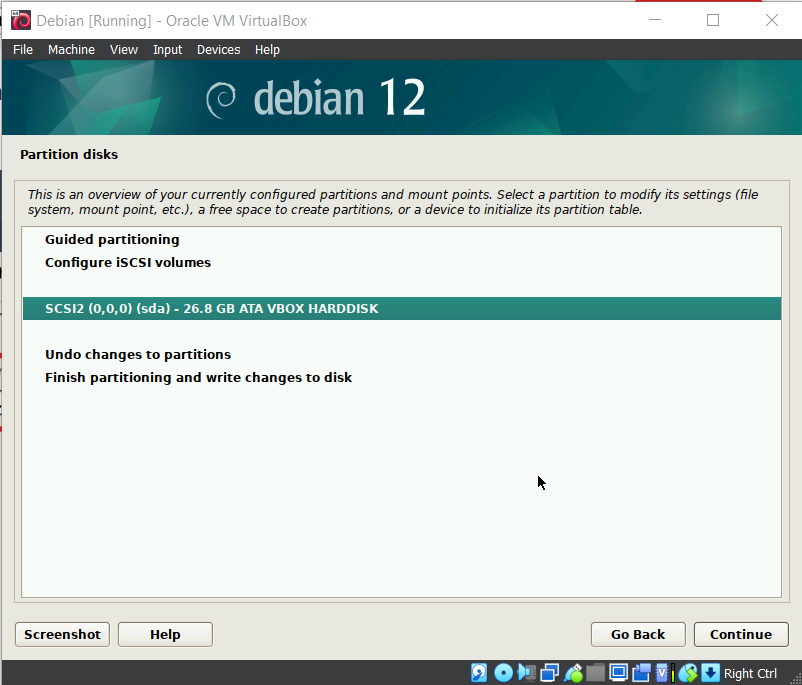 Debian [Running] - Oracle VM VirtualBox
File Machine View Input Devices Help
debian 12
Partition disks
This is an overview of your currently configured partitions and mount points. Select a partition to modify its settings (file
system, mount point, etc.), a free space to create partitions, or a device to initialize its partition table.
Guided partitioning
Configure iSCSI volumes
SCSI2 (0,0,0) (sda) - 26.8 GB ATA VBOX HARDDISK
Undo changes to partitions
Finish partitioning and write changes to disk
Screenshot Help Go Back Continue
Right Ctrl